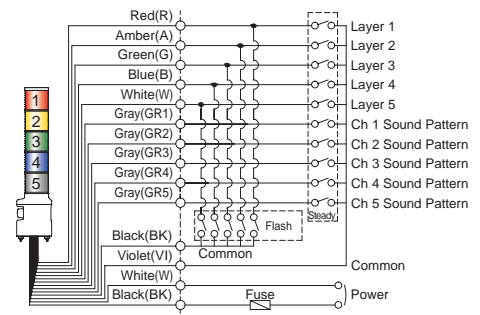 Red(R) Layer 1
Amber(A) Layer 2
Green(G) Layer 3
Blue(B) Layer 4
White(W) Layer 5
Gray(GR1) Ch 1 Sound Pattern
Gray(GR2) Ch 2 Sound Pattern
Gray(GR3) Ch 3 Sound Pattern
Gray(GR4) Ch 4 Sound Pattern
Gray(GR5) Ch 5 Sound Pattern
1
2
3
4
5
Steady
Flash
Black(BK)
Common
Violet(VI) Common
White(W)
Power
Black(BK) Fuse